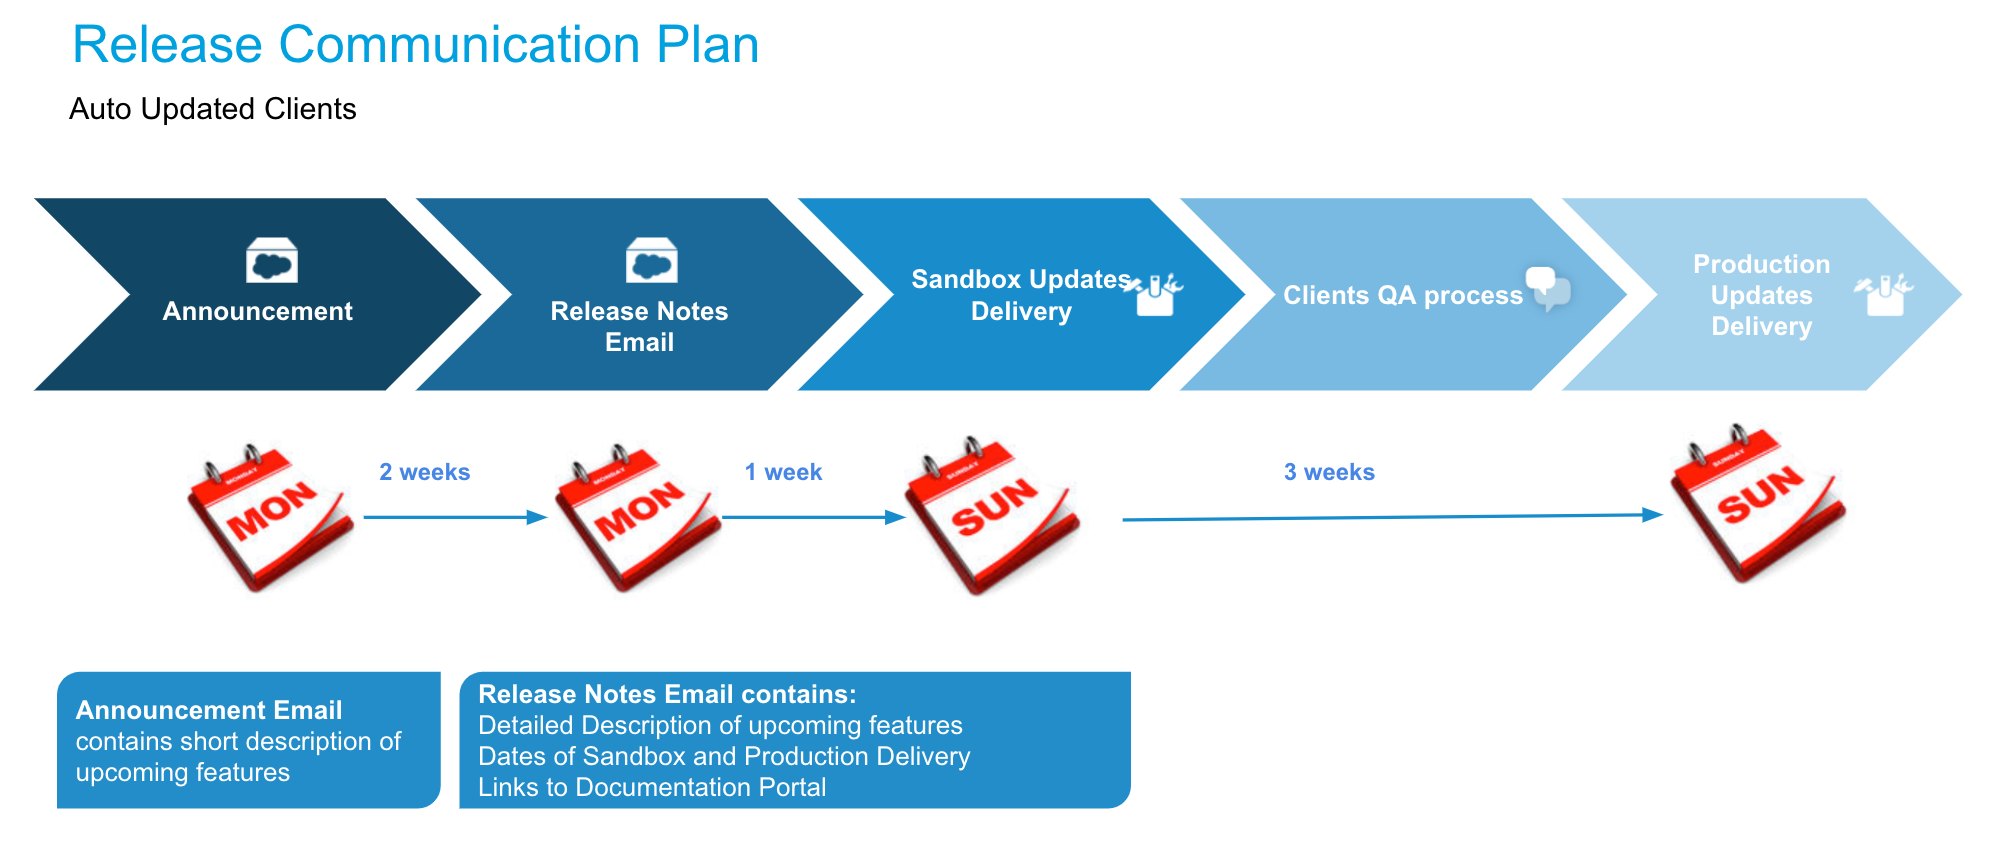 Release Communication Plan
Auto Updated Clients
Announcement
Release Notes
Email
Sandbox Updates
Delivery
Clients QA process
Production
Updates
Delivery
MONDAY
MON
2 weeks
MONDAY
MON
1 week
SUNDAY
SUN
3 weeks
SUNDAY
SUN
Announcement Email
contains short description of
upcoming features
Release Notes Email contains:
Detailed Description of upcoming features
Dates of Sandbox and Production Delivery
Links to Documentation Portal